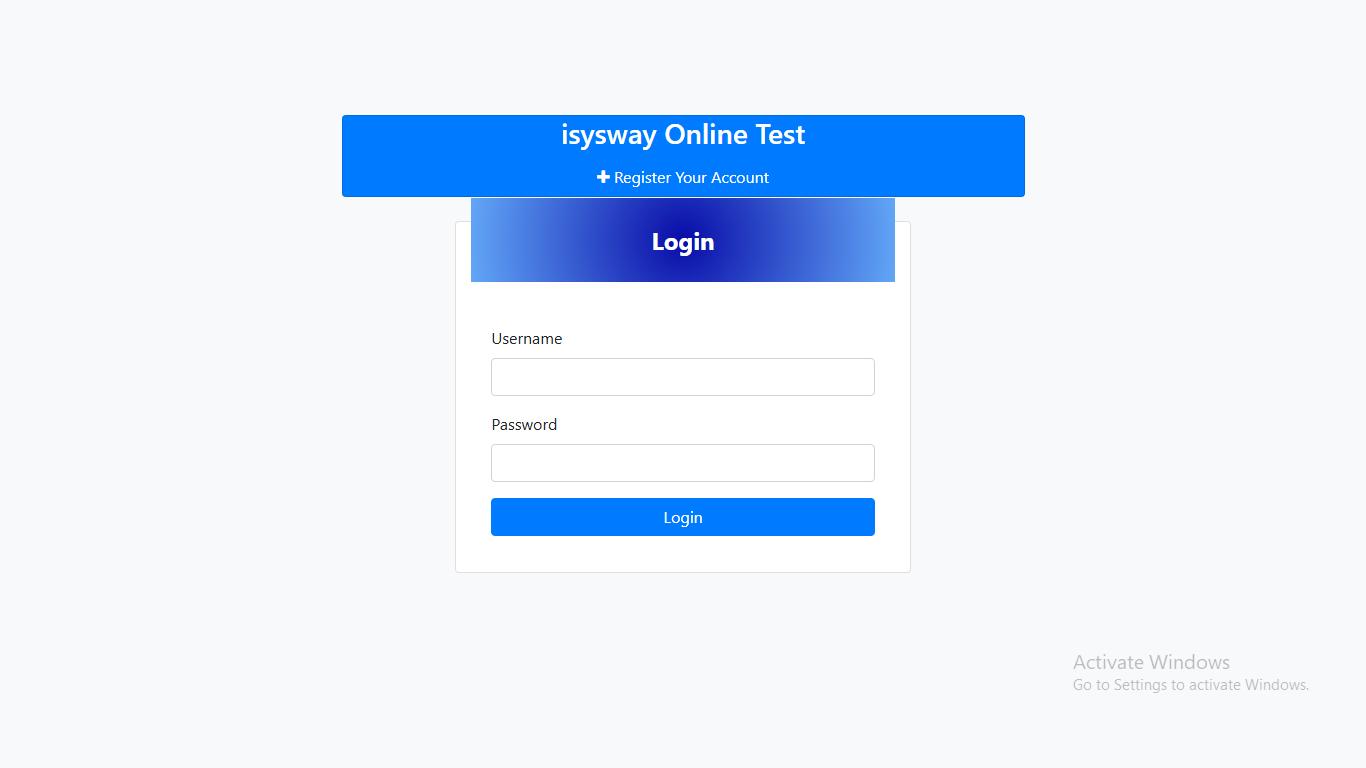 isysway Online Test
Register Your Account
Login
Username
Password
Login
Activate Windows
Go to Settings to activate Windows.